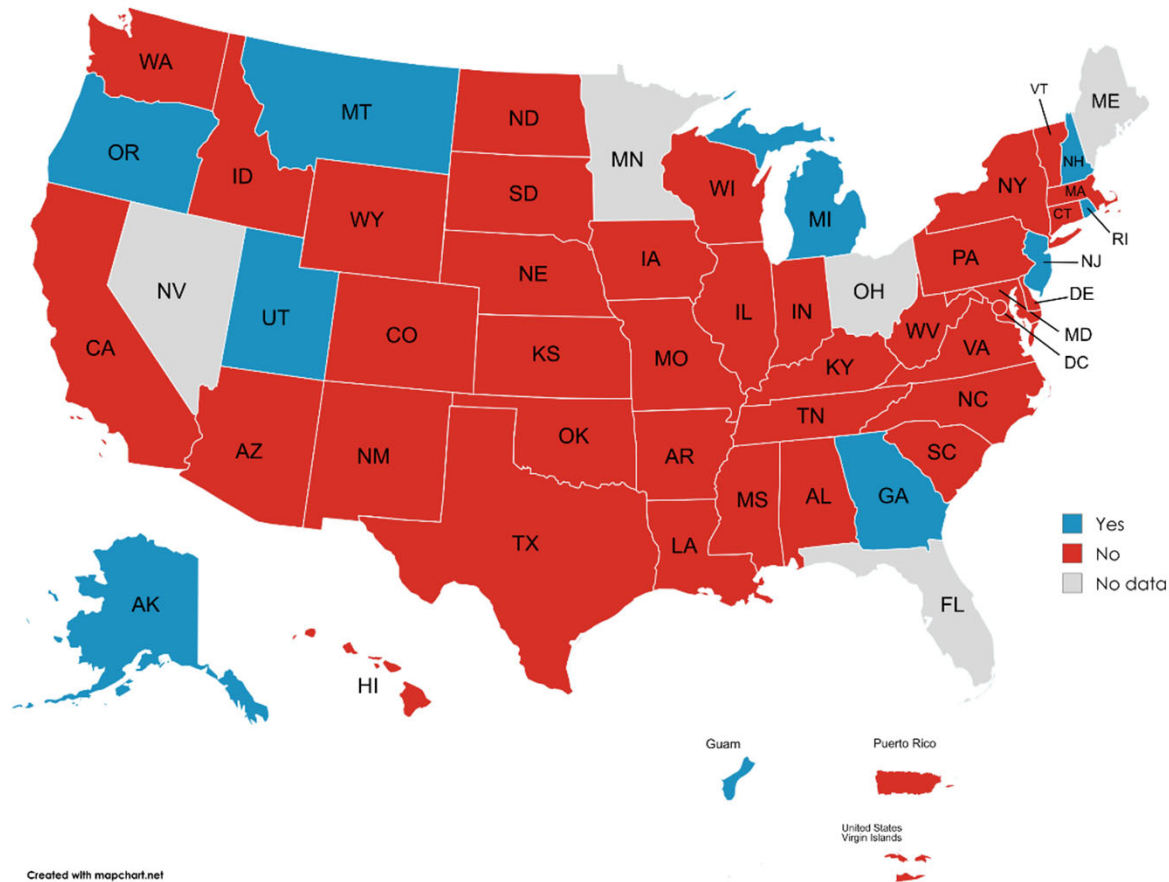 WA
MT
ND
MN
VT
ME
OR
ID
SD
WI
NH
NY
MA
WY
MI
CT
RI
IA
PA
NJ
NE
NV
OH
DE
UT
IL
IN
CA
CO
WV
MD
KS
MO
VA
DC
KY
NC
TN
OK
AZ
NM
AR
SC
MS
AL
GA
Yes
TX
LA
No
No data
AK
FL
HI
Guam
Puerto Rico
United States
Virgin Islands
Created with mapchart.net